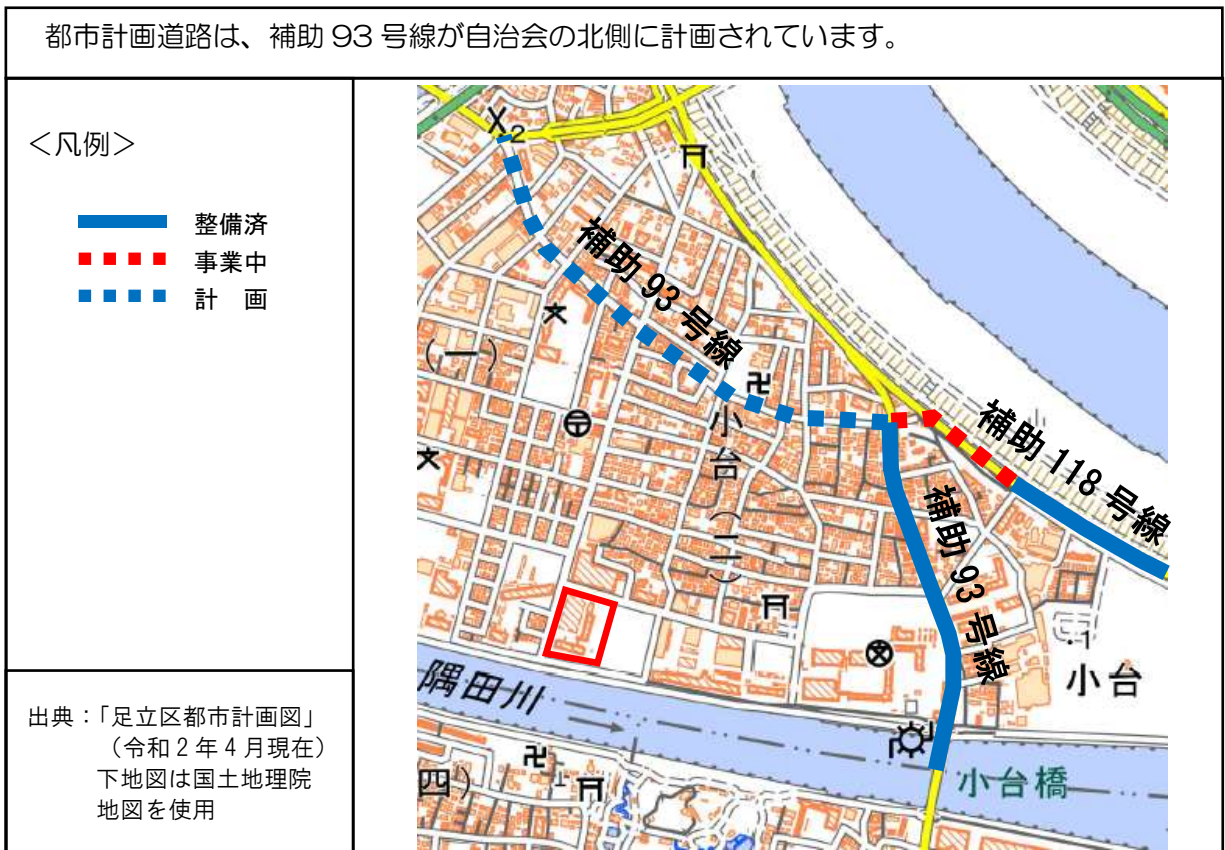 都市計画道路は、補助 93 号線が自治会の北側に計画されています。
<凡例>
整備済
事業中
計　画
出典：「足立区都市計画図」
（令和 2 年 4 月現在）
下地図は国土地理院
地図を使用
2
補助 93 号線
(一)
小台(二)
補助 118 号線
補助 93 号線
・1
小台
隅田川
小台橋
四)